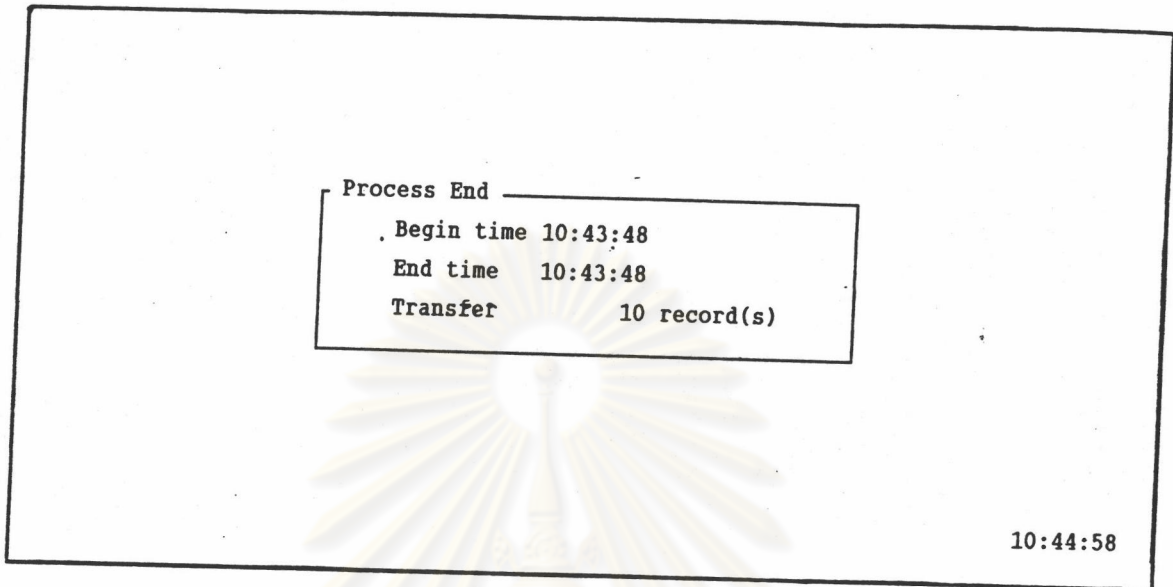 Process End
Begin time 10:43:48
End time 10:43:48
Transfer 10 record(s)
10:44:58